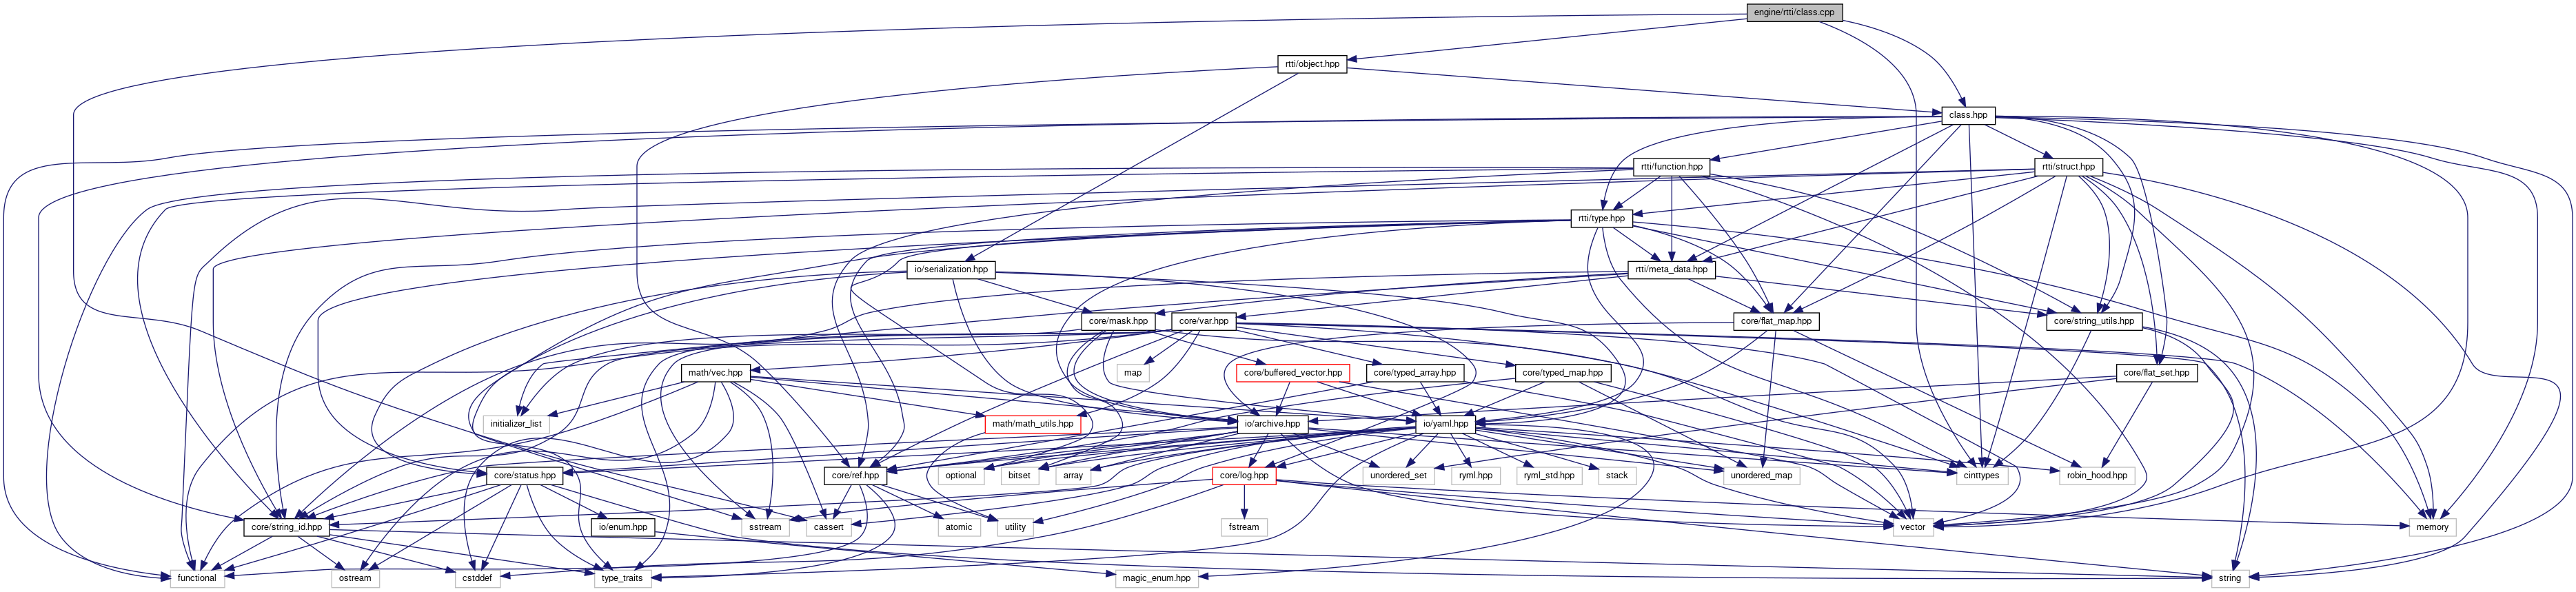 engine/rtti/class.cpp
rtti/object.hpp
class.hpp
rtti/function.hpp
rtti/struct.hpp
rtti/type.hpp
io/serialization.hpp
rtti/meta_data.hpp
core/mask.hpp
core/var.hpp
core/flat_map.hpp
core/string_utils.hpp
math/vec.hpp
map
core/buffered_vector.hpp
core/typed_array.hpp
core/typed_map.hpp
core/flat_set.hpp
initializer_list
math/math_utils.hpp
io/archive.hpp
io/yaml.hpp
core/status.hpp
core/ref.hpp
optional
bitset
array
core/log.hpp
unordered_set
ryml.hpp
ryml_std.hpp
stack
unordered_map
cinttypes
robin_hood.hpp
core/string_id.hpp
io/enum.hpp
sstream
cassert
atomic
utility
fstream
vector
memory
functional
ostream
cstddef
type_traits
magic_enum.hpp
string